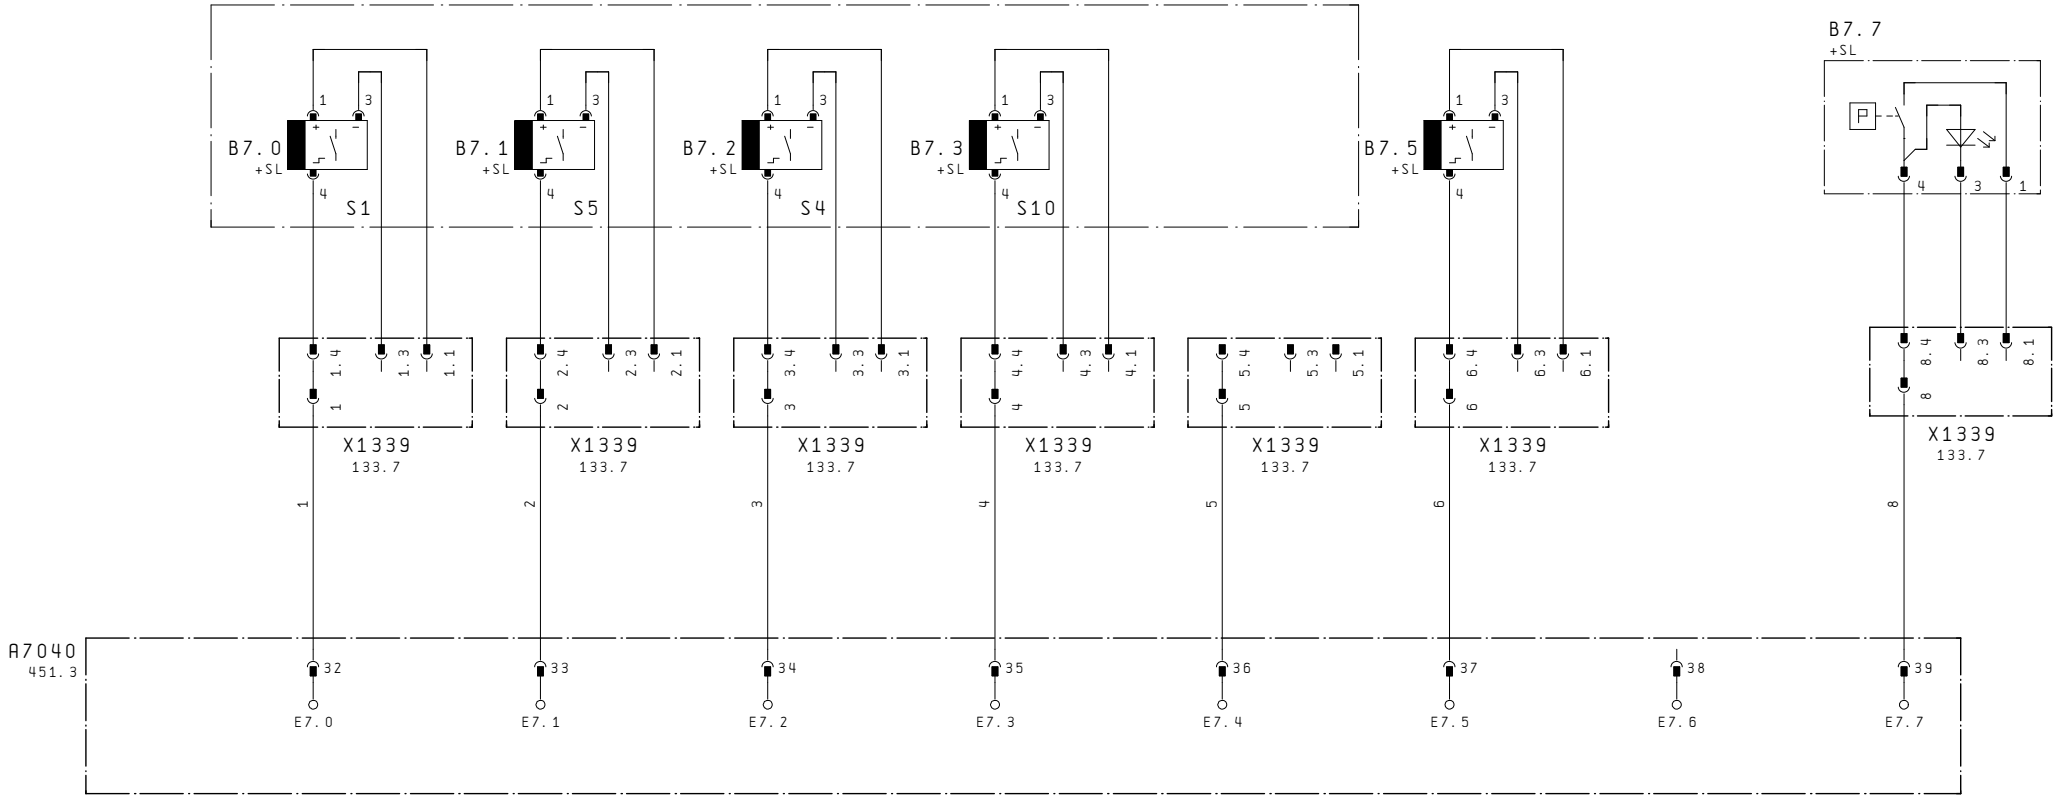 B7.7
+SL
1 3 1 3 1 3 1 3 1 3
+ − + − + − + − + −
P
B7.0 B7.1 B7.2 B7.3 B7.5
+SL +SL +SL +SL +SL
4 4 4 4 4 4 3 1
S1 S5 S4 S10
1.4 1.3 1.1 2.4 2.3 2.1 3.4 3.3 3.1 4.4 4.3 4.1 5.4 5.3 5.1 6.4 6.3 6.1 8.4 8.3 8.1
1 2 3 4 5 6 8
X1339 X1339 X1339 X1339 X1339 X1339 X1339
133.7 133.7 133.7 133.7 133.7 133.7 133.7
1 2 3 4 5 6 8
A7040
451.3
32 33 34 35 36 37 38 39
E7.0 E7.1 E7.2 E7.3 E7.4 E7.5 E7.6 E7.7